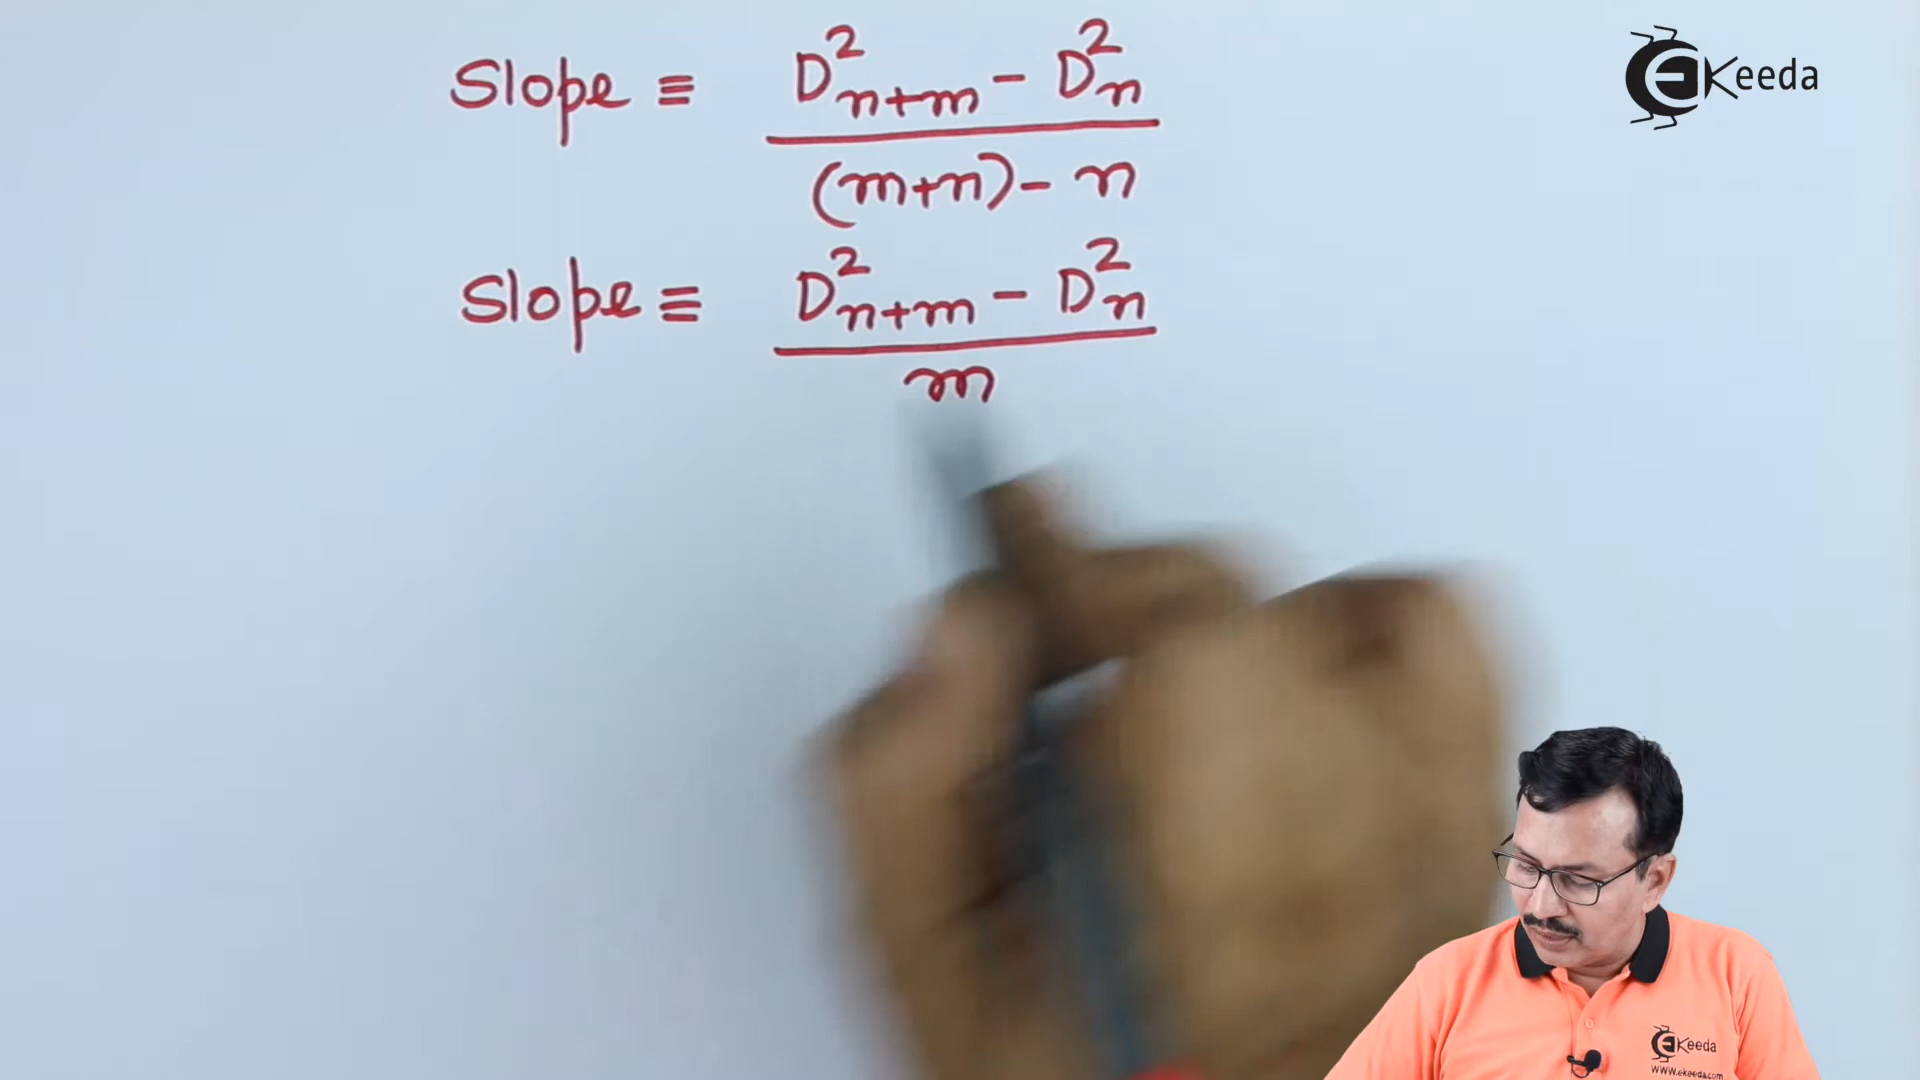 Slope ≡ D²ₙ₊ₘ - D²ₙ / (m+n) - n
Slope ≡ D²ₙ₊ₘ - D²ₙ / m
EKeeda
EKeeda
www.ekeeda.com